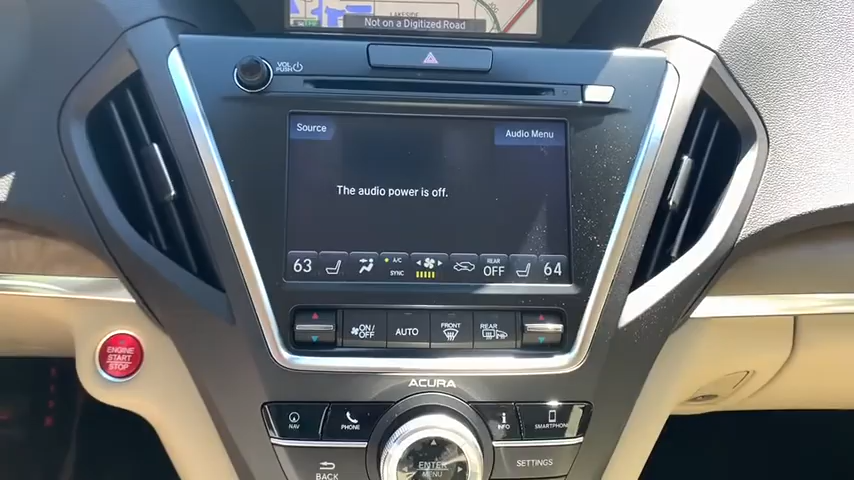 LAKESIDE
Not on a Digitized Road
VOL
PUSH
Source
Audio Menu
The audio power is off.
63
A/C
SYNC
REAR
OFF
64
ON/
OFF
AUTO
FRONT
REAR
ENGINE
START
STOP
ACURA
NAV
PHONE
i
INFO
SMARTPHONE
ENTER
MENU
BACK
SETTINGS